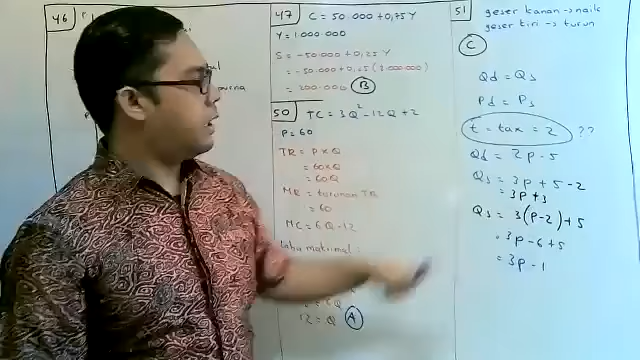 46
47 C = 50.000 + 0,75Y
Y = 1.000.000
S = -50.000 + 0,25Y
= -50.000 + 0,25 (1.000.000)
= 200.000 B
50 TC = 3Q² - 12Q + 2
P = 60
TR = P x Q
= 60 x Q
= 60Q
MR = turunan TR
= 60
MC = 6Q - 12
Laba maksimal :
12 = Q A
51 geser kanan -> naik
geser kiri -> turun
C
Qd = Qs
Pd = Ps
t = tax = 2 ??
Qd = 2p - 5
Qs = 3p + 5 - 2
= 3p + 3
Qs = 3(p - 2) + 5
= 3p - 6 + 5
= 3p - 1